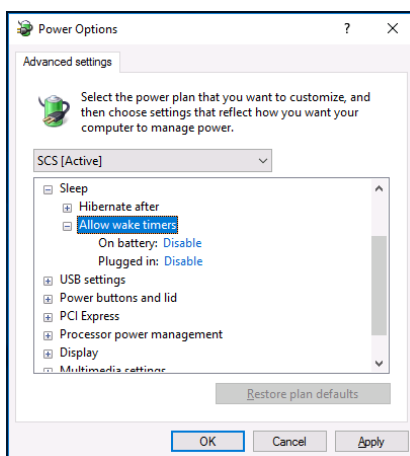 Power Options
?
Advanced settings
Select the power plan that you want to customize, and
then choose settings that reflect how you want your
computer to manage power.
SCS [Active]
Sleep
Hibernate after
Allow wake timers
On battery: Disable
Plugged in: Disable
USB settings
Power buttons and lid
PCI Express
Processor power management
Display
Multimedia settings
Restore plan defaults
OK Cancel Apply